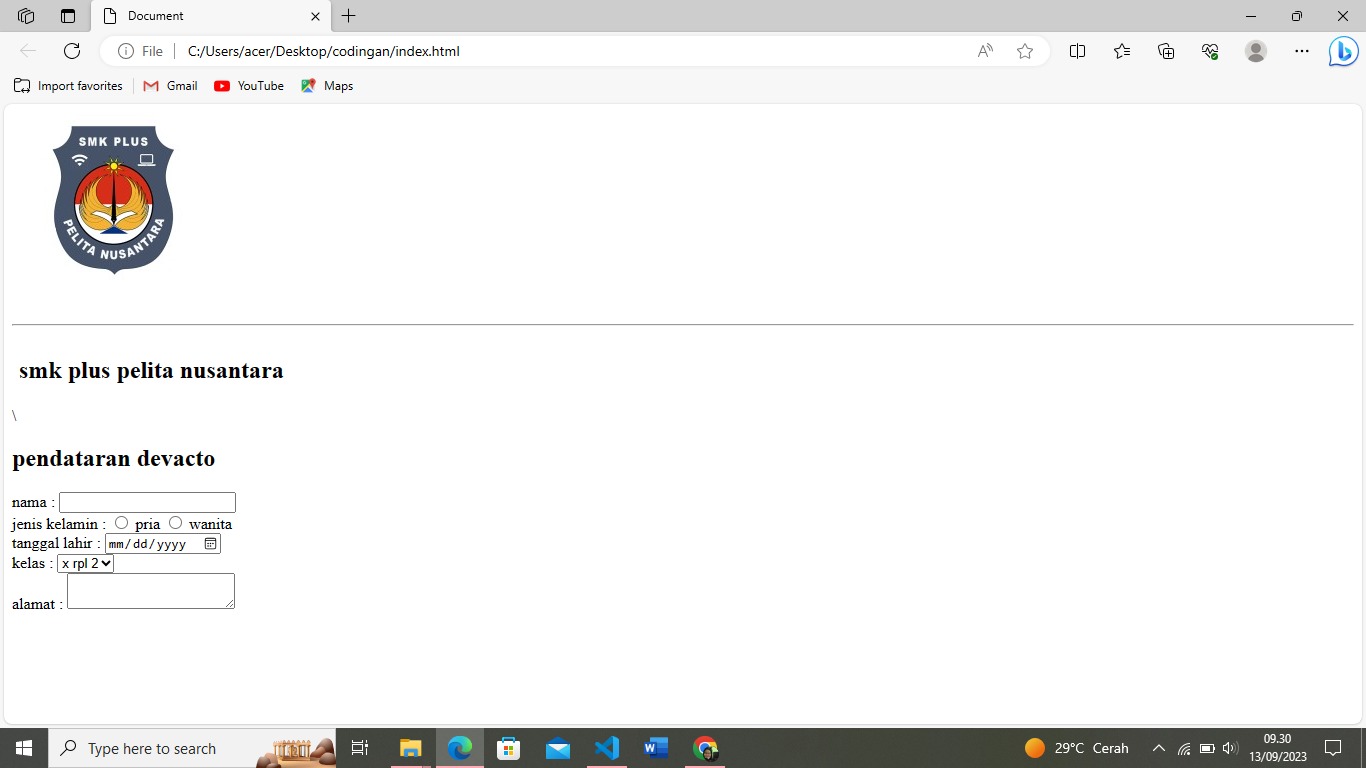 Document
File
C:/Users/acer/Desktop/codingan/index.html
Import favorites
Gmail
YouTube
Maps
SMK PLUS
PELITA NUSANTARA
smk plus pelita nusantara
\
pendataran devacto
nama :
jenis kelamin : pria wanita
tanggal lahir : mm/dd/yyyy
kelas : x rpl 2
alamat :
Type here to search
29°C Cerah
09.30
13/09/2023